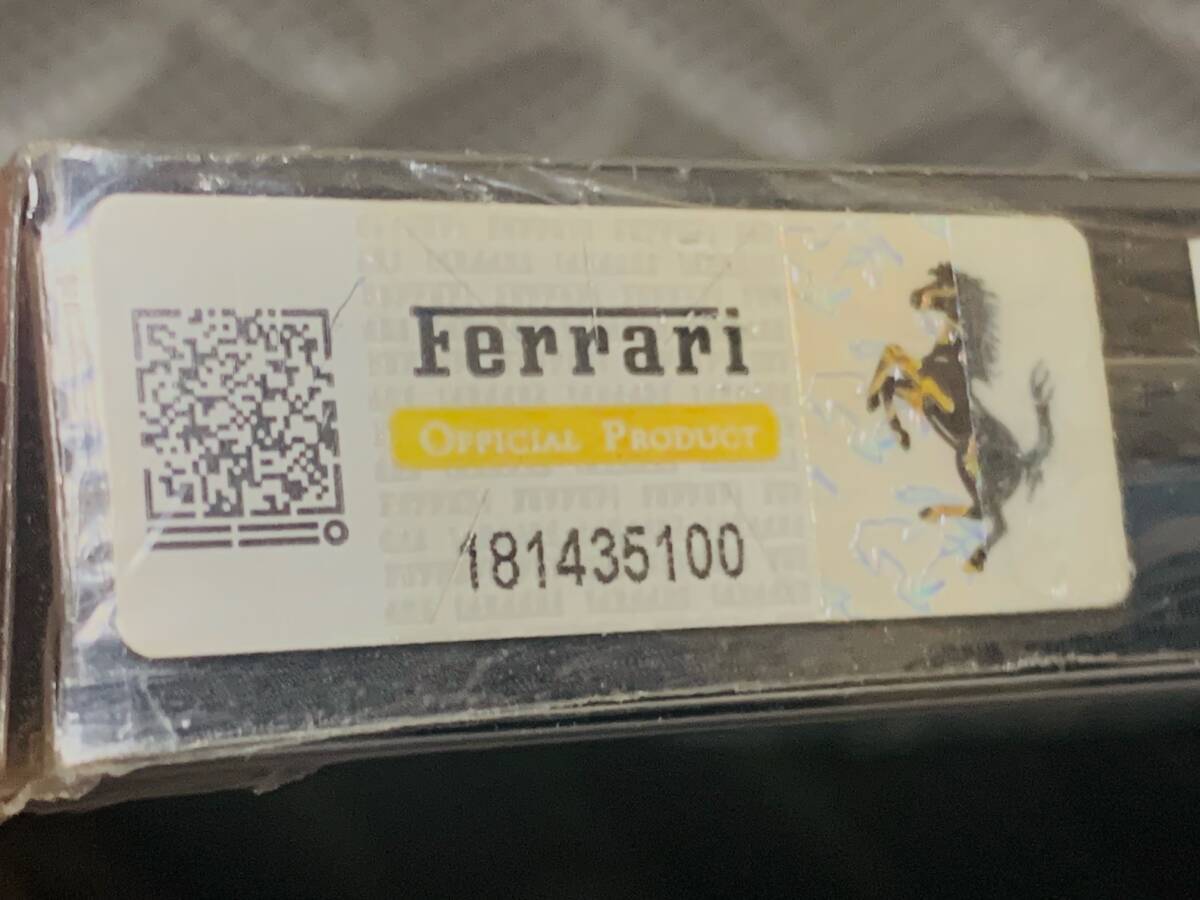 Ferrari
OFFICIAL PRODUCT
181435100